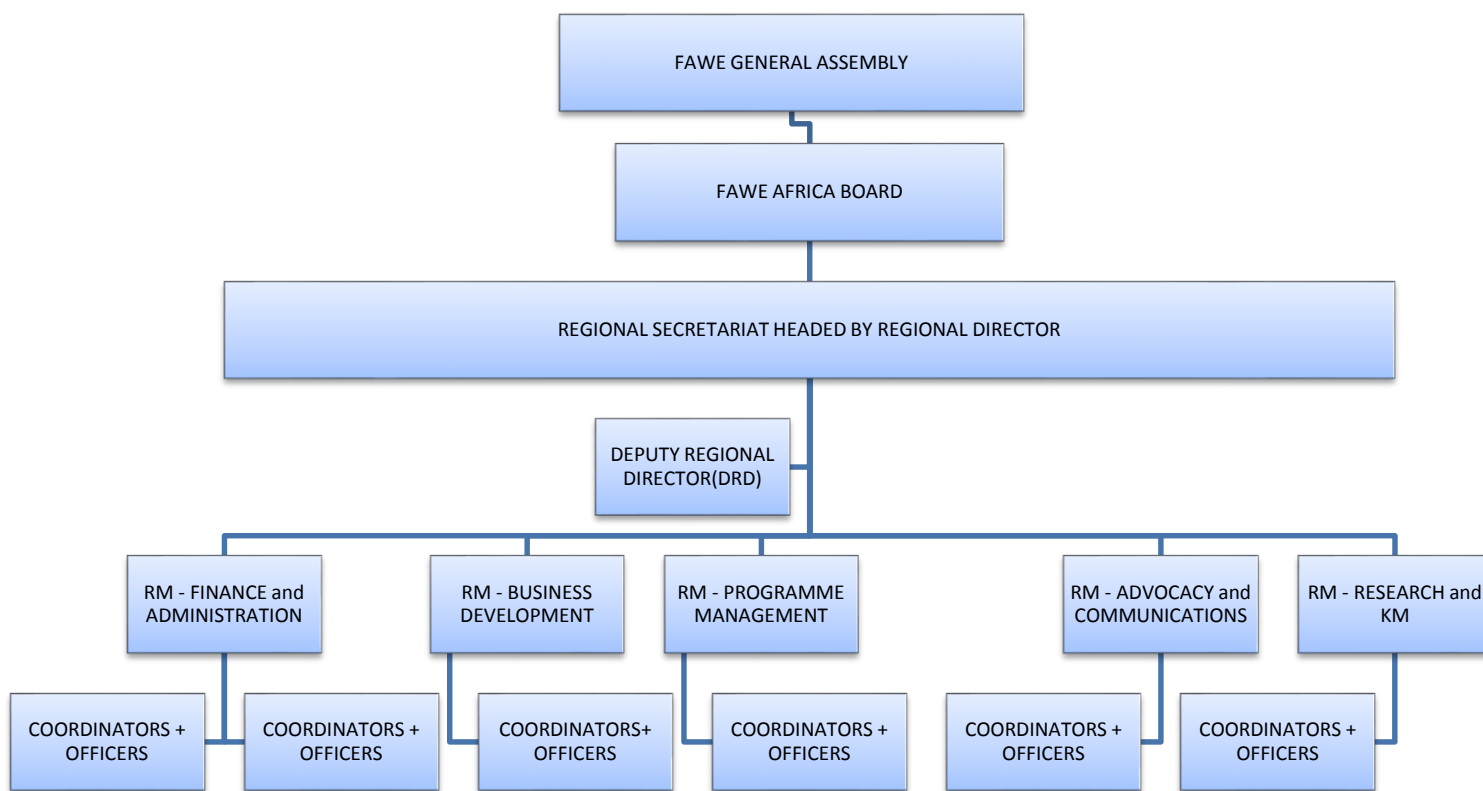 FAWE GENERAL ASSEMBLY
FAWE AFRICA BOARD
REGIONAL SECRETARIAT HEADED BY REGIONAL DIRECTOR
DEPUTY REGIONAL
DIRECTOR(DRD)
RM - FINANCE and
ADMINISTRATION
RM - BUSINESS
DEVELOPMENT
RM - PROGRAMME
MANAGEMENT
RM - ADVOCACY and
COMMUNICATIONS
RM - RESEARCH and
KM
COORDINATORS +
OFFICERS
COORDINATORS +
OFFICERS
COORDINATORS+
OFFICERS
COORDINATORS +
OFFICERS
COORDINATORS +
OFFICERS
COORDINATORS +
OFFICERS